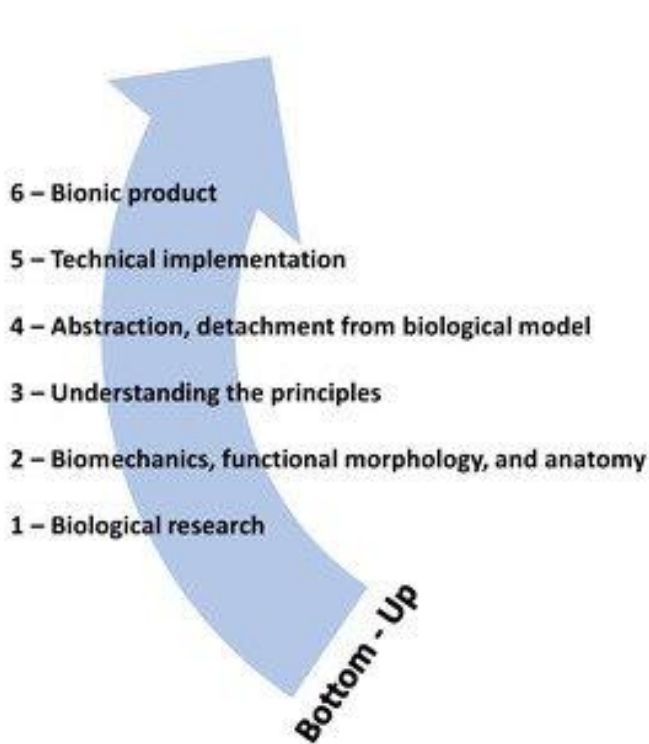 6 – Bionic product
5 – Technical implementation
4 – Abstraction, detachment from biological model
3 – Understanding the principles
2 – Biomechanics, functional morphology, and anatomy
1 – Biological research
Bottom - Up